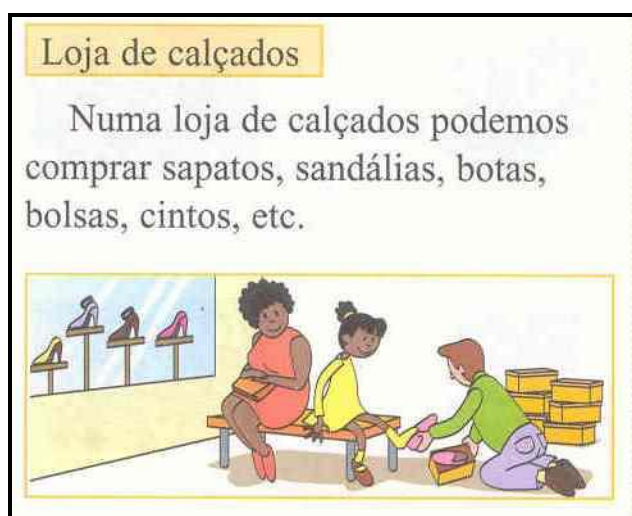 Loja de calçados
Numa loja de calçados podemos
comprar sapatos, sandálias, botas,
bolsas, cintos, etc.